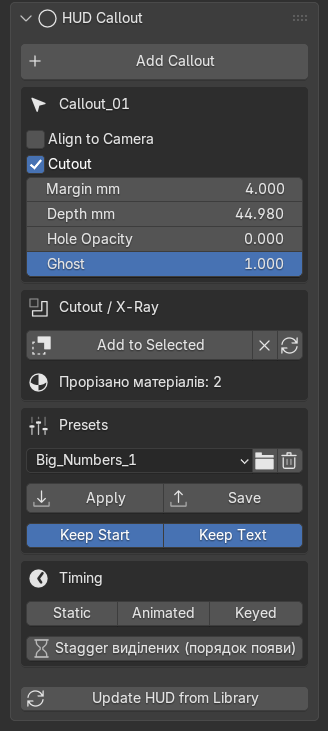 HUD Callout
Add Callout
Callout_01
Align to Camera
Cutout
Margin mm 4.000
Depth mm 44.980
Hole Opacity 0.000
Ghost 1.000
Cutout / X-Ray
Add to Selected
Прорізано матеріалів: 2
Presets
Big_Numbers_1
Apply Save
Keep Start Keep Text
Timing
Static Animated Keyed
Stagger виділених (порядок появи)
Update HUD from Library